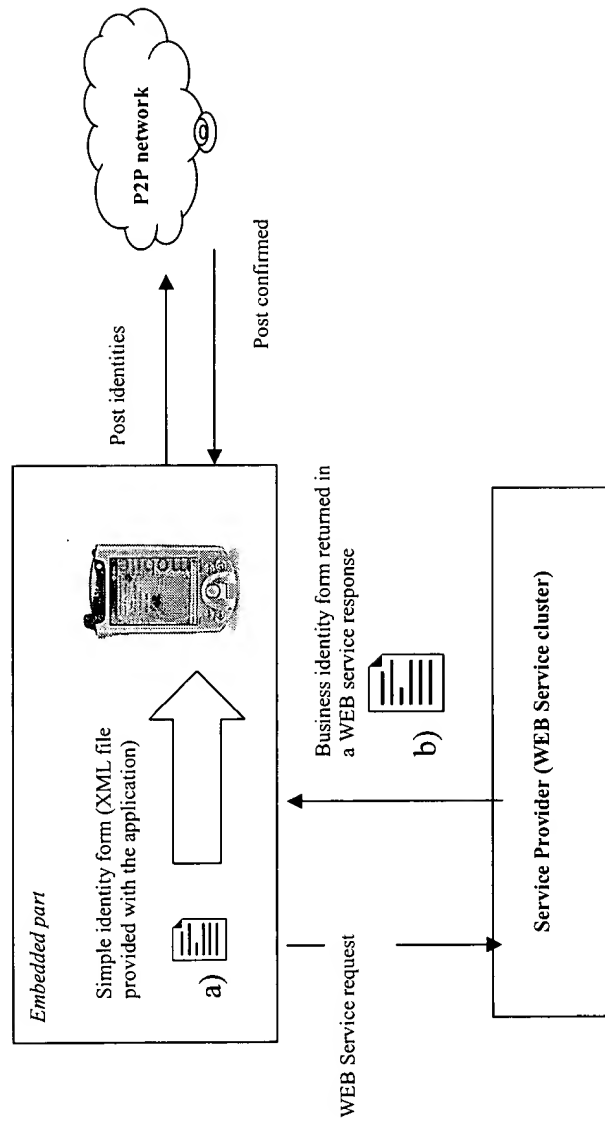 Embedded part
Simple identity form (XML file
provided with the application)
a)
mobile
Post identities
P2P network
Post confirmed
WEB Service request
Business identity form returned in
a WEB service response
b)
Service Provider (WEB Service cluster)